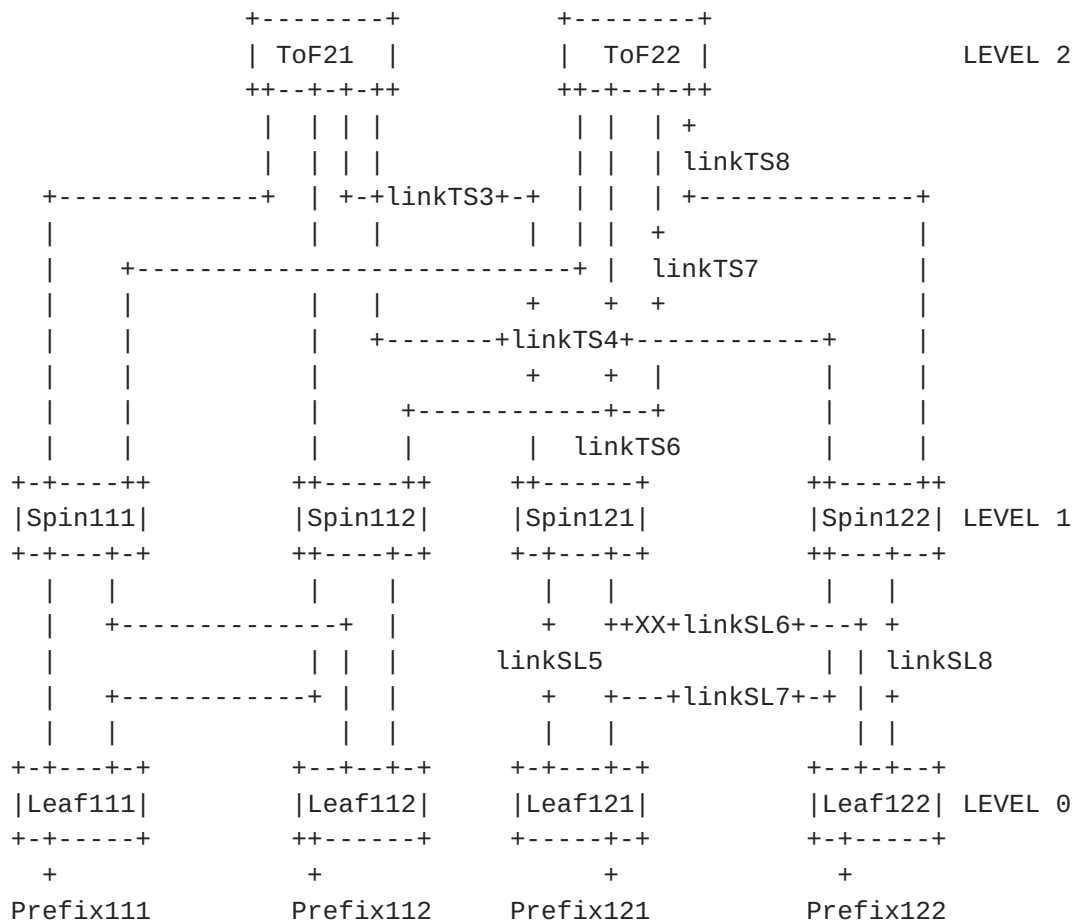 ToF21 ToF22 LEVEL 2
linkTS8
linkTS3
linkTS7
linkTS4
linkTS6
Spin111 Spin112 Spin121 Spin122 LEVEL 1
XX linkSL6
linkSL5 linkSL8
linkSL7
Leaf111 Leaf112 Leaf121 Leaf122 LEVEL 0
Prefix111 Prefix112 Prefix121 Prefix122